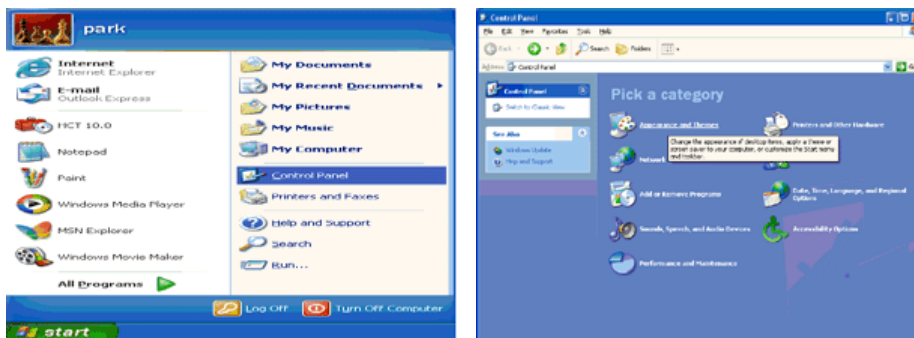 park
Internet
Internet Explorer
E-mail
Outlook Express
HCT 10.0
Notepad
Paint
Windows Media Player
MSN Explorer
Windows Movie Maker
All Programs
My Documents
My Recent Documents
My Pictures
My Music
My Computer
Control Panel
Printers and Faxes
Help and Support
Search
Run...
Log Off
Turn Off Computer
start
Control Panel
File Edit View Favorites Tools Help
Back
Search
Folders
Address
Control Panel
Control Panel
Switch to Classic View
See Also
Windows Update
Help and Support
Pick a category
Appearance and Themes
Printers and Other Hardware
Change the appearance of desktop items, apply a theme or
screen saver to your computer, or customize the Start menu
and taskbar.
Network
Add or Remove Programs
Date, Time, Language, and Regional
Options
Sounds, Speech, and Audio Devices
Accessibility Options
Performance and Maintenance